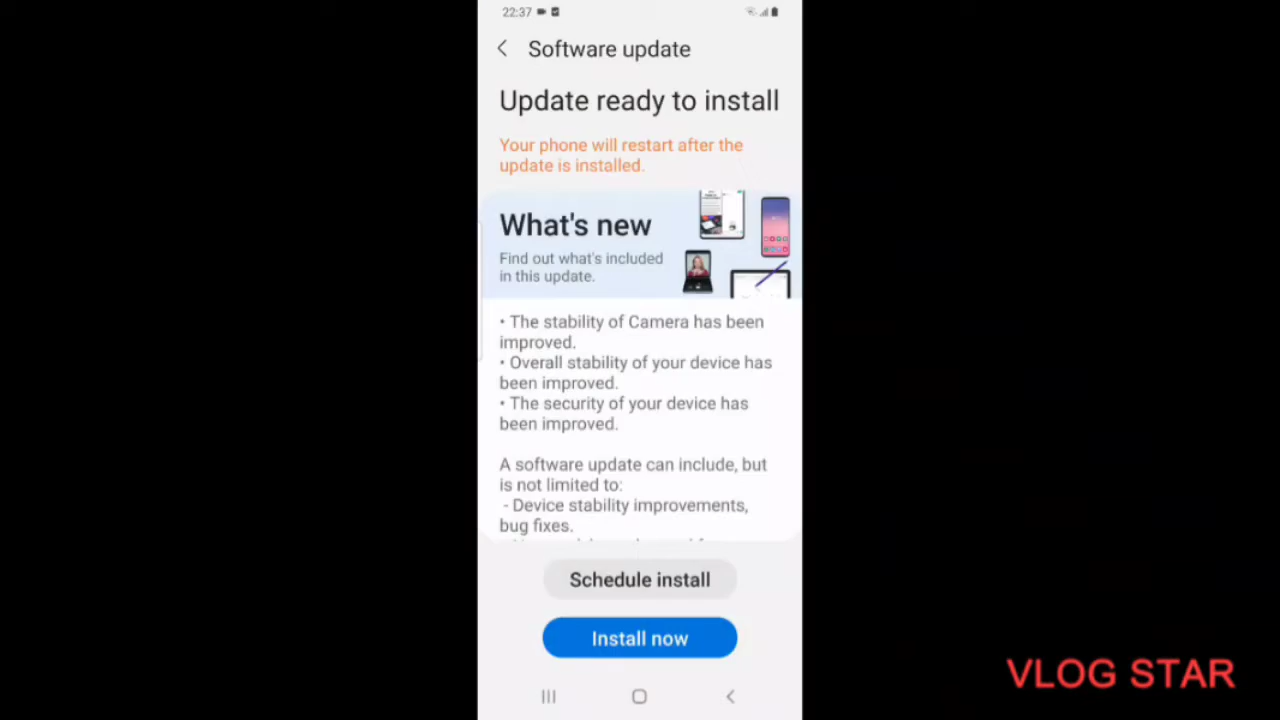 22:37
Software update
Update ready to install
Your phone will restart after the
update is installed.
What's new
Find out what's included
in this update.
• The stability of Camera has been
improved.
• Overall stability of your device has
been improved.
• The security of your device has
been improved.
A software update can include, but
is not limited to:
- Device stability improvements,
bug fixes.
Schedule install
Install now
VLOG STAR